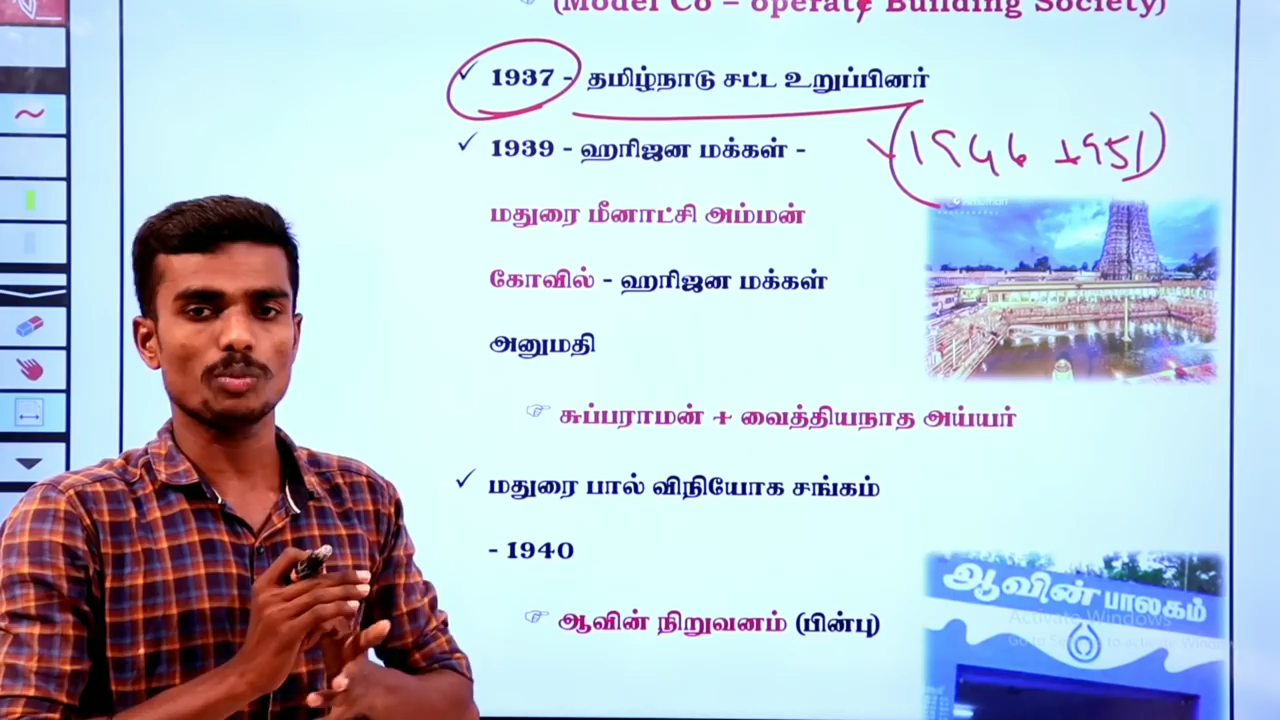 (Model Co – operate Building Society)
1937 - தமிழ்நாடு சட்ட உறுப்பினர்
(1946 1951)
1939 - ஹரிஜன மக்கள் -
மதுரை மீனாட்சி அம்மன்
கோவில் - ஹரிஜன மக்கள்
அனுமதி
சுப்பராமன் + வைத்தியநாத அய்யர்
மதுரை பால் விநியோக சங்கம்
- 1940
ஆவின் நிறுவனம் (பின்பு)
ஆவின் பாலகம்
Activate Windows